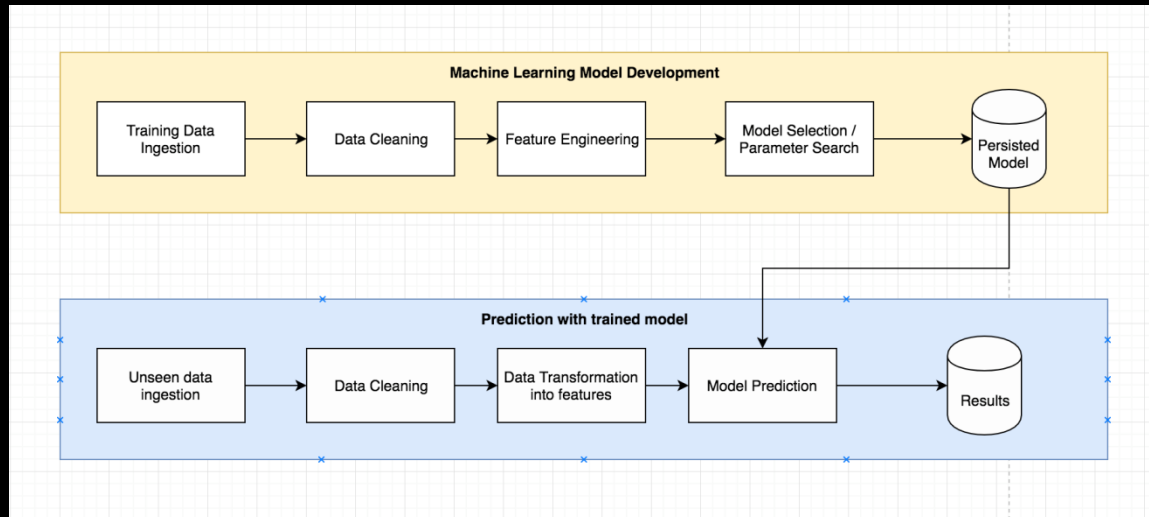 Machine Learning Model Development
Training Data
Ingestion
Data Cleaning
Feature Engineering
Model Selection /
Parameter Search
Persisted
Model
Prediction with trained model
Unseen data
ingestion
Data Cleaning
Data Transformation
into features
Model Prediction
Results